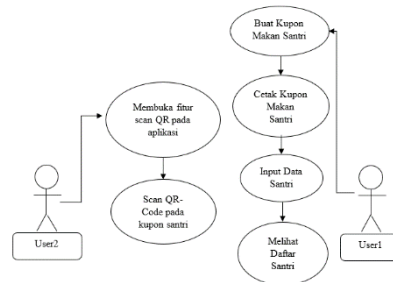 Buat Kupon
Makan Santri
Membuka fitur
scan QR pada
aplikasi
Cetak Kupon
Makan
Santri
Scan QR-
Code pada
kupon santri
Input Data
Santri
Melihat
Daftar
Santri
User2
User1